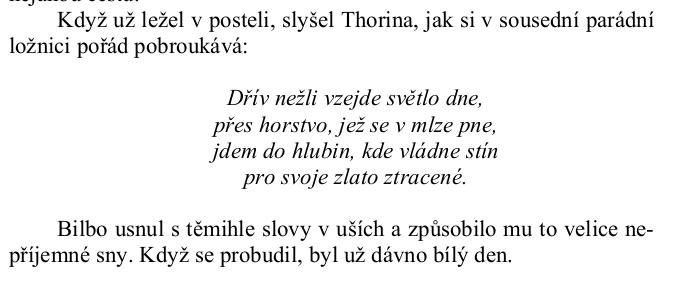 Když už ležel v posteli, slyšel Thorina, jak si v sousední parádní
ložnici pořád pobroukává:
Dřív nežli vzejde světlo dne,
přes horstvo, jež se v mlze pne,
jdem do hlubin, kde vládne stín
pro svoje zlato ztracené.
Bilbo usnul s těmihle slovy v uších a způsobilo mu to velice ne-
příjemné sny. Když se probudil, byl už dávno bílý den.